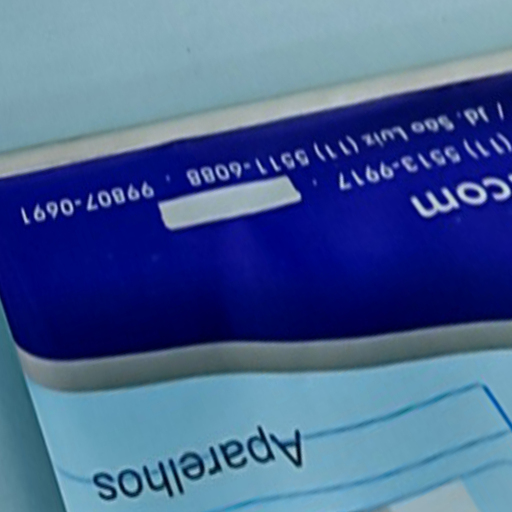 Aparelhos
.com
(11) 5513-9917 ·
/ Jd. São Luiz (11) 5511-6088 · 99807-0691